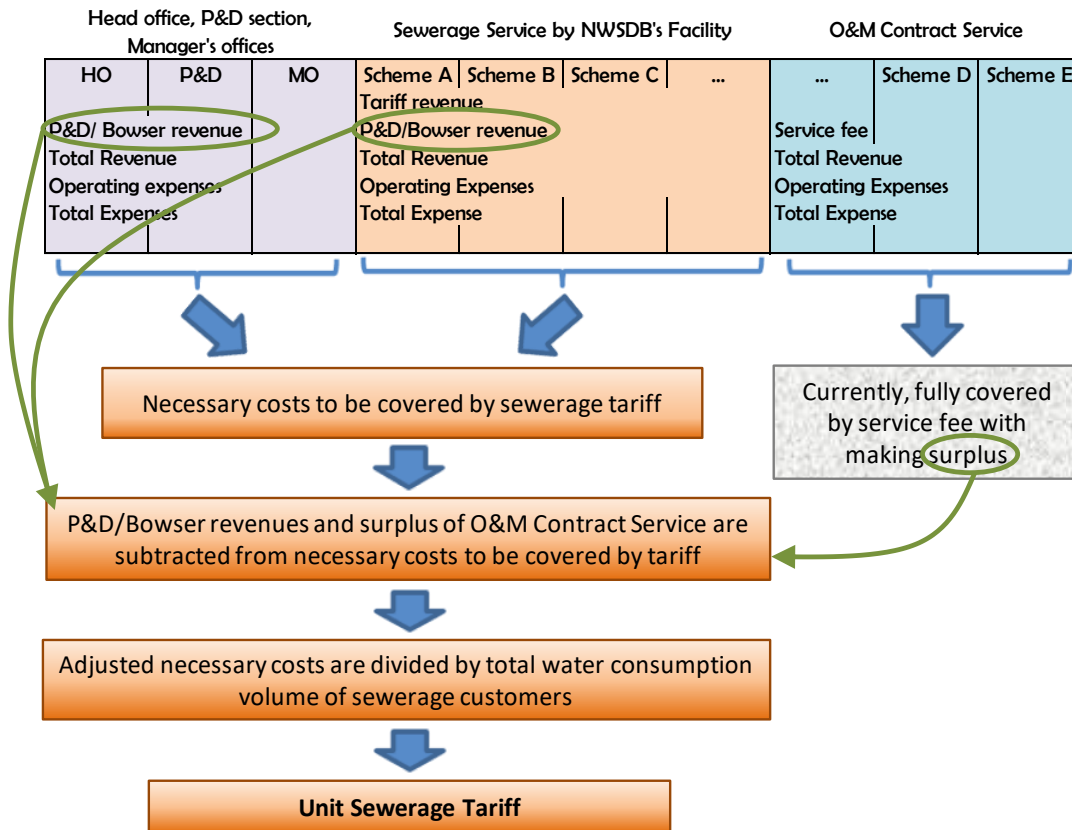 Head office, P&D section,
Manager's offices
Sewerage Service by NWSDB's Facility
O&M Contract Service
HO P&D MO Scheme A Scheme B Scheme C ... ... Scheme D Scheme E
Tariff revenue
P&D/ Bowser revenue P&D/Bowser revenue Service fee
Total Revenue Total Revenue Total Revenue
Operating expenses Operating Expenses Operating Expenses
Total Expenses Total Expense Total Expense
Necessary costs to be covered by sewerage tariff
Currently, fully covered
by service fee with
making surplus
P&D/Bowser revenues and surplus of O&M Contract Service are
subtracted from necessary costs to be covered by tariff
Adjusted necessary costs are divided by total water consumption
volume of sewerage customers
Unit Sewerage Tariff